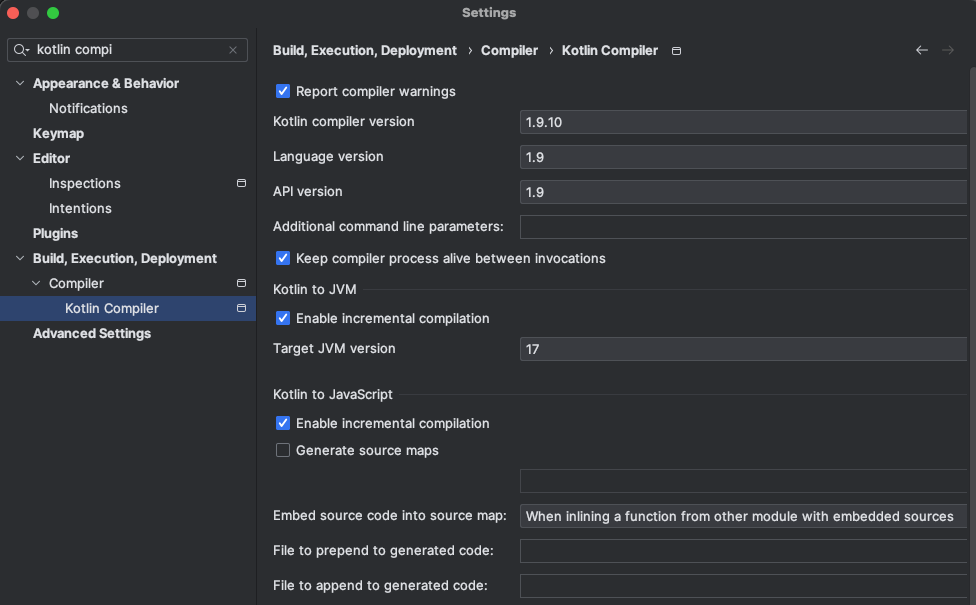 Settings
kotlin compi
Appearance & Behavior
Notifications
Keymap
Editor
Inspections
Intentions
Plugins
Build, Execution, Deployment
Compiler
Kotlin Compiler
Advanced Settings
Build, Execution, Deployment › Compiler › Kotlin Compiler
Report compiler warnings
Kotlin compiler version 1.9.10
Language version 1.9
API version 1.9
Additional command line parameters:
Keep compiler process alive between invocations
Kotlin to JVM
Enable incremental compilation
Target JVM version 17
Kotlin to JavaScript
Enable incremental compilation
Generate source maps
Embed source code into source map: When inlining a function from other module with embedded sources
File to prepend to generated code:
File to append to generated code: